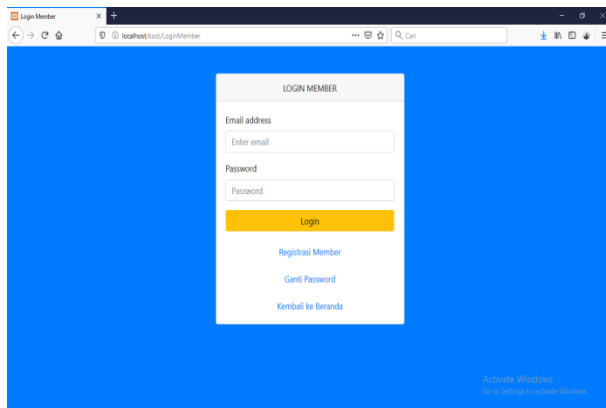 Login Member
localhost/kost/LoginMember
Cari
LOGIN MEMBER
Email address
Enter email
Password
Password
Login
Registrasi Member
Ganti Password
Kembali ke Beranda
Activate Windows
Go to Settings to activate Windows.